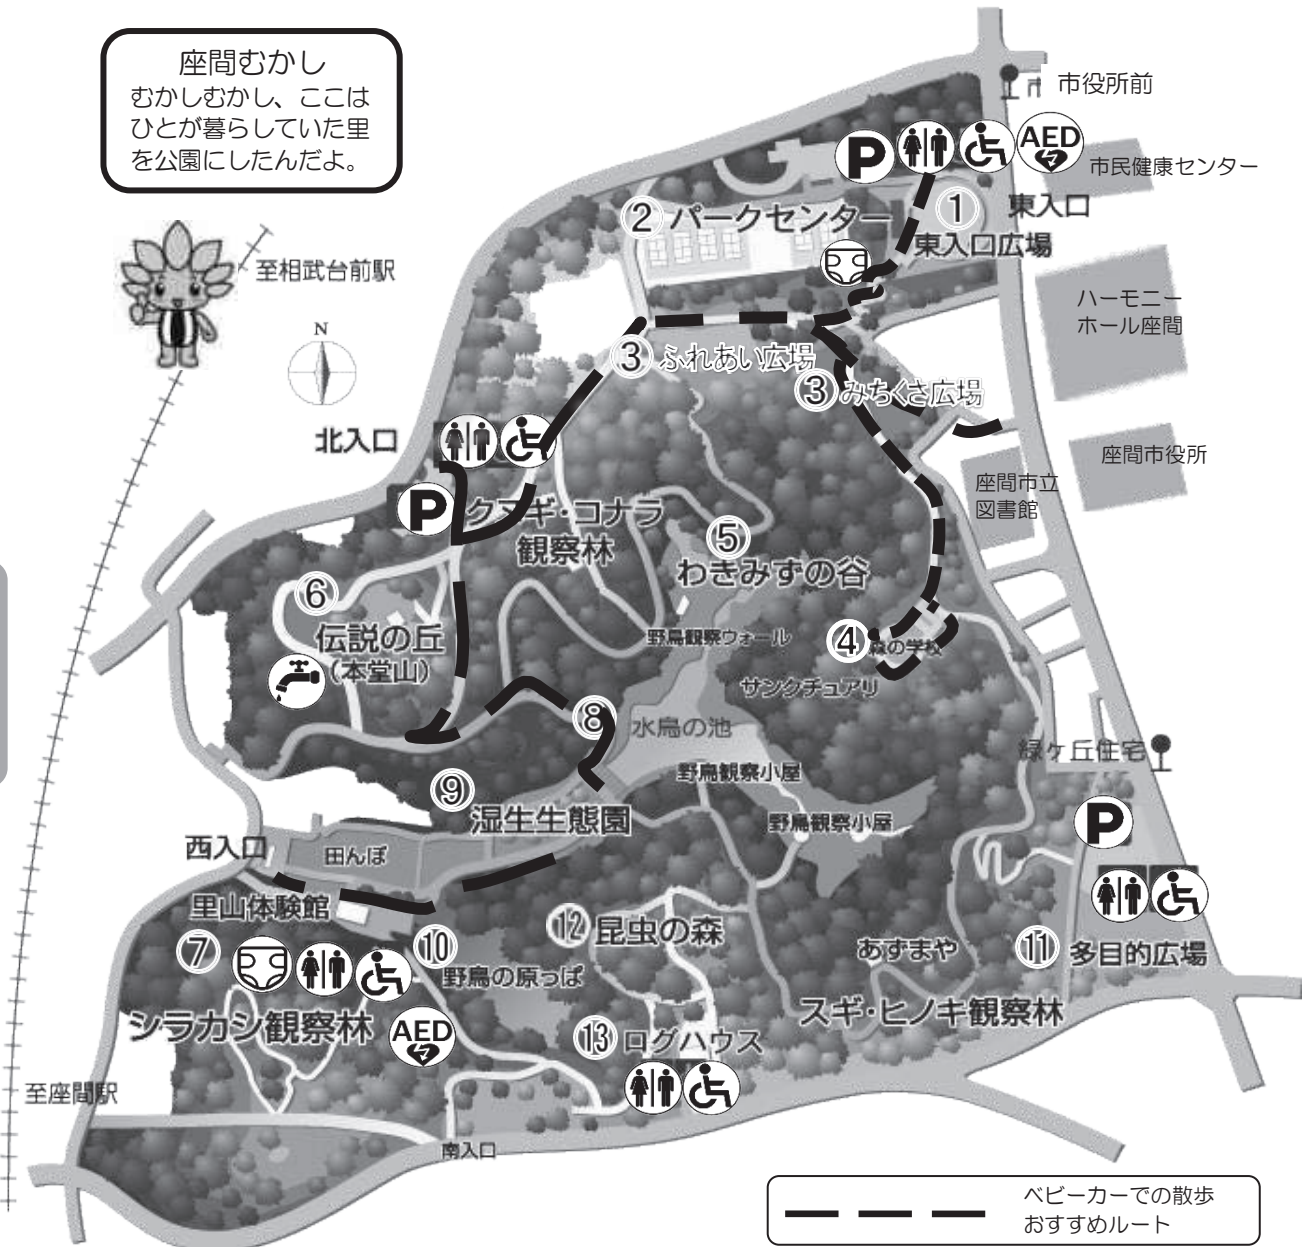 座間むかし
むかしむかし、ここは
ひとが暮らしていた里
を公園にしたんだよ。
市役所前
市
P
AED
市民健康センター
② パークセンター
①
東入口
東入口広場
至相武台前駅
N
ハーモニー
ホール座間
③ ふれあい広場
③ みちくさ広場
北入口
P
クヌギ・コナラ
観察林
座間市役所
座間市立
図書館
⑤
わきみずの谷
⑥
伝説の丘
(本堂山)
野鳥観察ウォール
④ 森の学校
サンクチュアリ
⑧
水鳥の池
緑ヶ丘住宅
野鳥観察小屋
⑨
湿生生態園
野鳥観察小屋
P
西入口
田んぼ
里山体験館
⑦
⑩
野鳥の原っぱ
⑫ 昆虫の森
あずまや
⑪ 多目的広場
シラカシ観察林
AED
⑬ ログハウス
スギ・ヒノキ観察林
至座間駅
南入口
ベビーカーでの散歩
おすすめルート